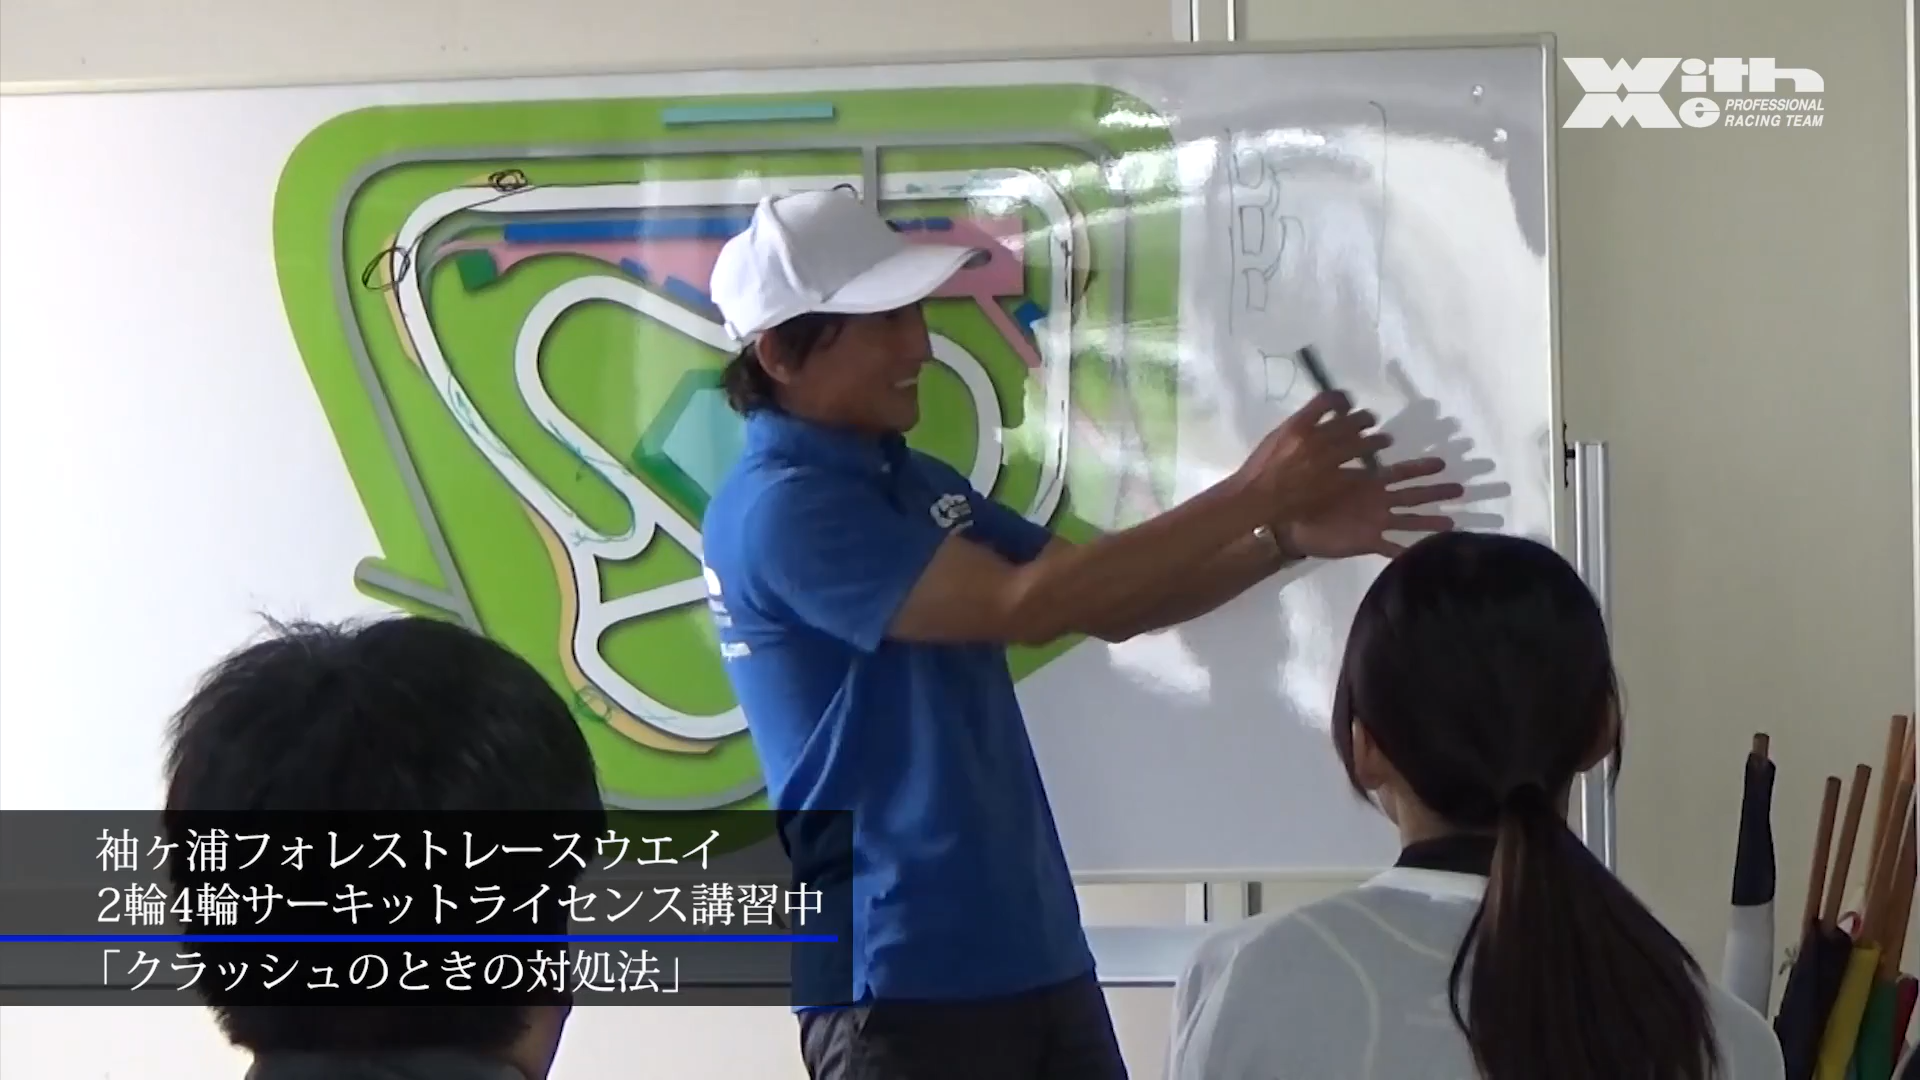 With Me PROFESSIONAL
RACING TEAM
袖ヶ浦フォレストレースウエイ
2輪4輪サーキットライセンス講習中
「クラッシュのときの対処法」